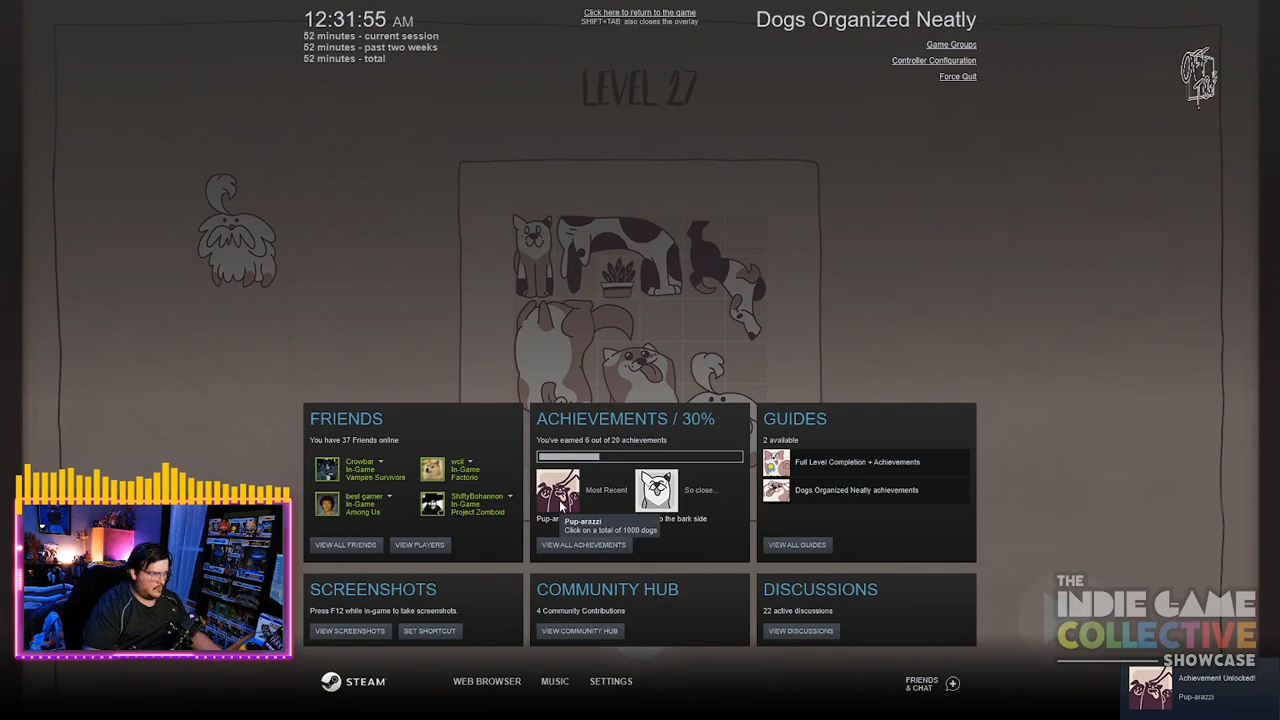 12:31:55 AM
52 minutes - current session
52 minutes - past two weeks
52 minutes - total
Click here to return to the game
SHIFT+TAB also closes the overlay
Dogs Organized Neatly
Game Groups
Controller Configuration
Force Quit
LEVEL 27
FRIENDS
You have 37 Friends online
Crowbar
In-Game
Vampire Survivors
wcil
In-Game
Factorio
best gamer
In-Game
Among Us
ShiftyBohannon
In-Game
Project Zomboid
VIEW ALL FRIENDS
VIEW PLAYERS
ACHIEVEMENTS / 30%
You've earned 6 out of 20 achievements
Most Recent
So close...
Pup-ar
o the bark side
Pup-arazzi
Click on a total of 1000 dogs
VIEW ALL ACHIEVEMENTS
GUIDES
2 available
Full Level Completion + Achievements
Dogs Organized Neatly achievements
VIEW ALL GUIDES
SCREENSHOTS
Press F12 while in-game to take screenshots.
VIEW SCREENSHOTS
SET SHORTCUT
COMMUNITY HUB
4 Community Contributions
VIEW COMMUNITY HUB
DISCUSSIONS
22 active discussions
VIEW DISCUSSIONS
THE
INDIE GAME
COLLECTIVE
SHOWCASE
STEAM
WEB BROWSER
MUSIC
SETTINGS
FRIENDS
& CHAT
Achievement Unlocked!
Pup-arazzi